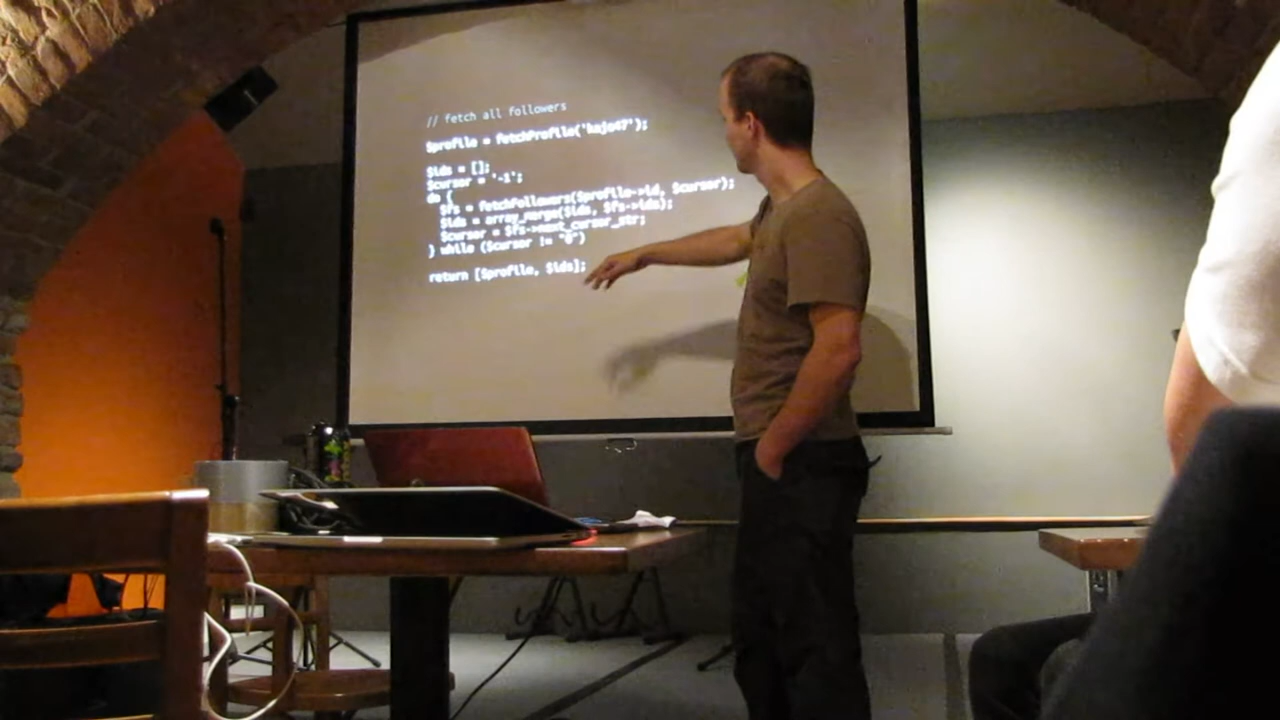 // fetch all followers
$profile = fetchProfile('hajo47');
$ids = [];
$cursor = '-1';
do {
$fs = fetchFollowers($profile->id, $cursor);
$ids = array_merge($ids, $fs->ids);
$cursor = $fs->next_cursor_str;
} while ($cursor != "0")
return [$profile, $ids];